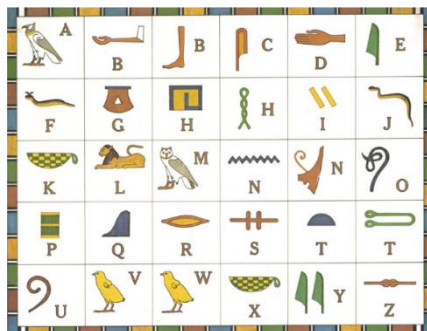 A B B C D E
F G H H I J
K L M N N O
P Q R S T T
U V W X Y Z